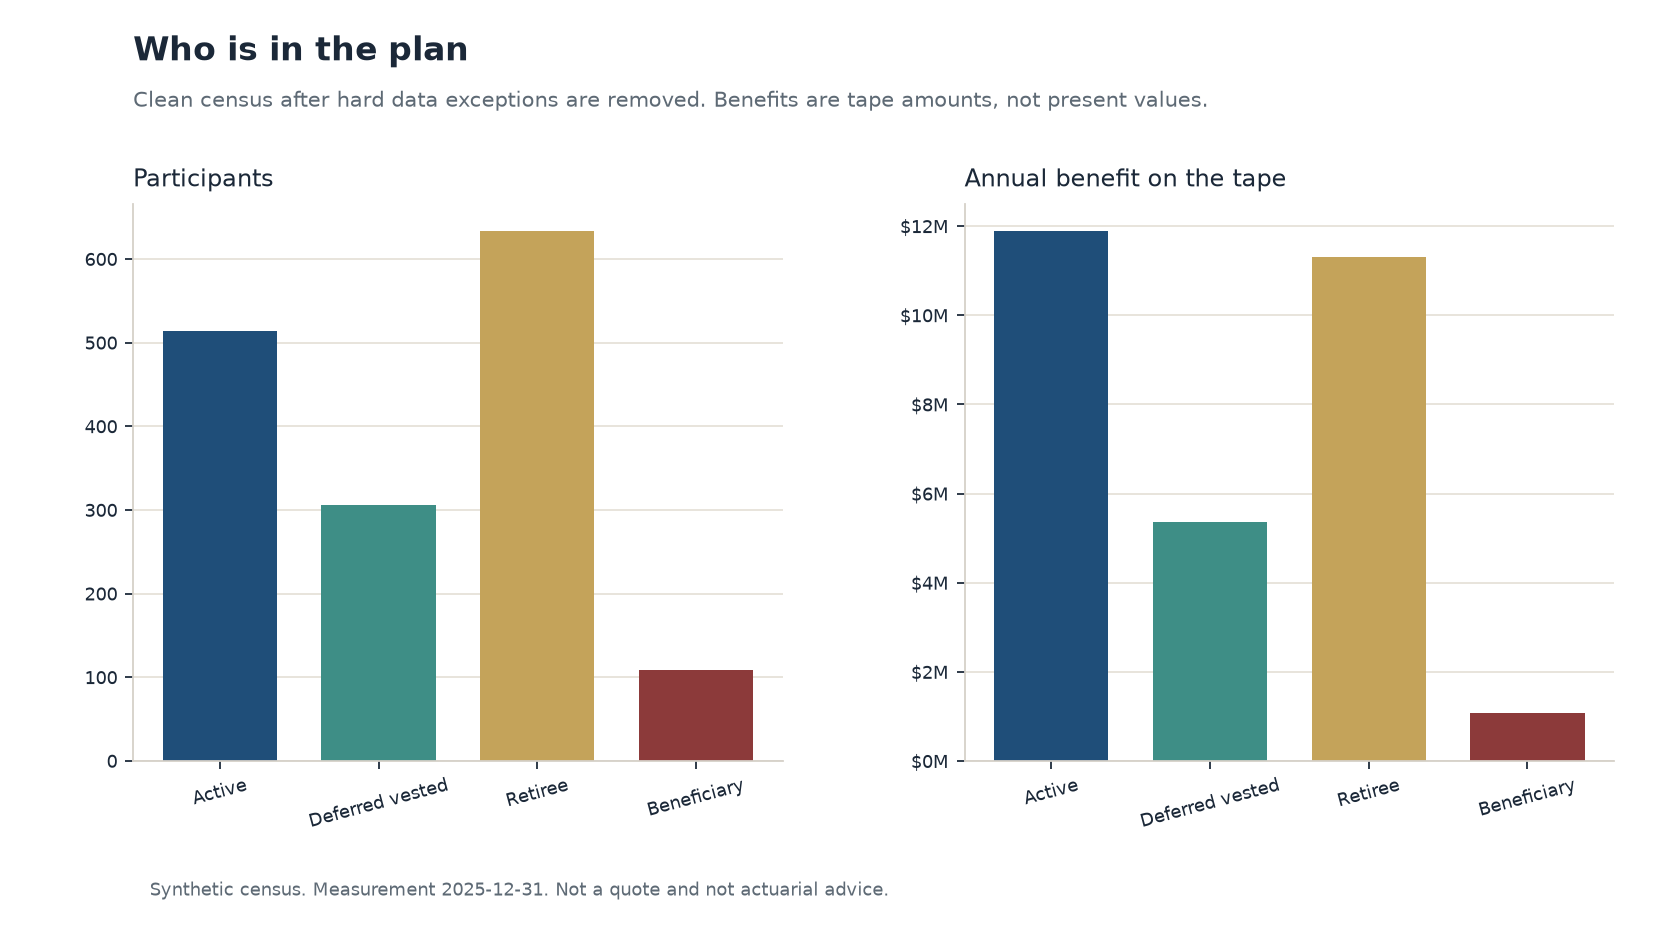 Who is in the plan
Clean census after hard data exceptions are removed. Benefits are tape amounts, not present values.
Participants
600
500
400
300
200
100
0
Active
Deferred vested
Retiree
Beneficiary
Annual benefit on the tape
$12M
$10M
$8M
$6M
$4M
$2M
$0M
Active
Deferred vested
Retiree
Beneficiary
Synthetic census. Measurement 2025-12-31. Not a quote and not actuarial advice.